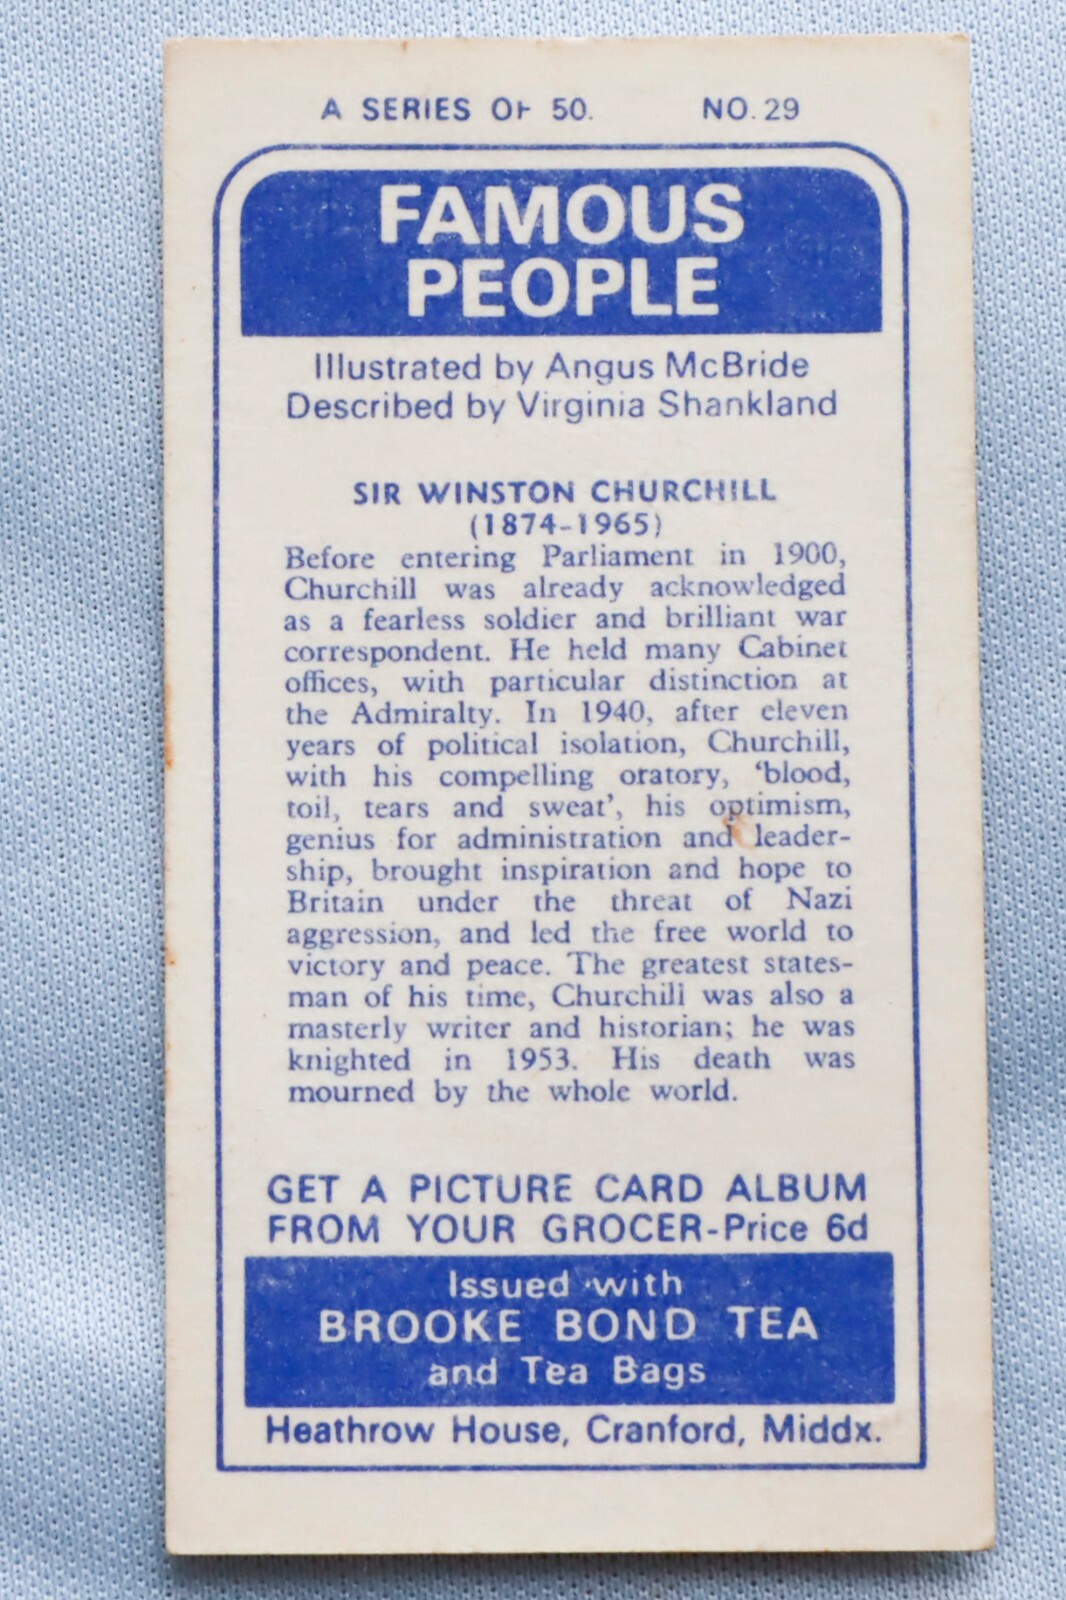 A SERIES OF 50. NO. 29
FAMOUS
PEOPLE
Illustrated by Angus McBride
Described by Virginia Shankland
SIR WINSTON CHURCHILL
(1874-1965)
Before entering Parliament in 1900,
Churchill was already acknowledged
as a fearless soldier and brilliant war
correspondent. He held many Cabinet
offices, with particular distinction at
the Admiralty. In 1940, after eleven
years of political isolation, Churchill,
with his compelling oratory, ‘blood,
toil, tears and sweat’, his optimism,
genius for administration and leader-
ship, brought inspiration and hope to
Britain under the threat of Nazi
aggression, and led the free world to
victory and peace. The greatest states-
man of his time, Churchill was also a
masterly writer and historian; he was
knighted in 1953. His death was
mourned by the whole world.
GET A PICTURE CARD ALBUM
FROM YOUR GROCER-Price 6d
Issued with
BROOKE BOND TEA
and Tea Bags
Heathrow House, Cranford, Middx.